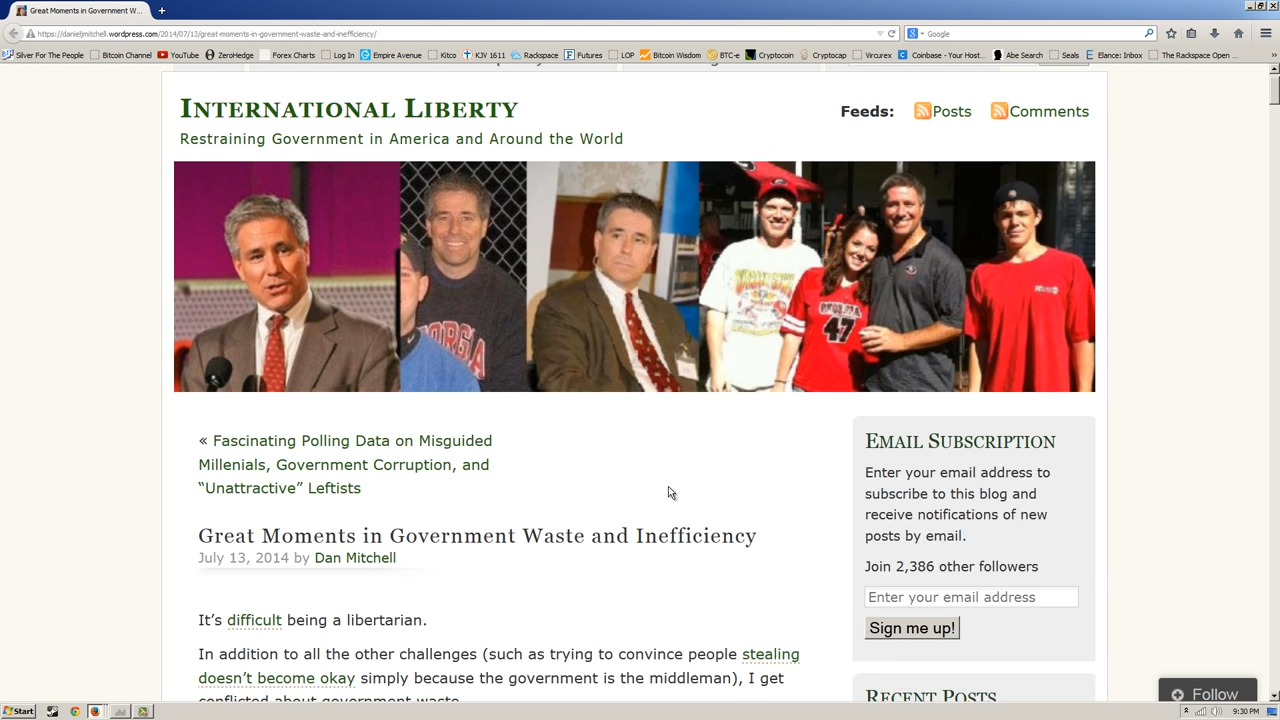 Great Moments in Government W...
https://danieljmitchell.wordpress.com/2014/07/13/great-moments-in-government-waste-and-inefficiency/
Google
Silver For The People
Bitcoin Channel
YouTube
ZeroHedge
Forex Charts
Log In
Empire Avenue
Kitco
KJV 1611
Rackspace
Futures
LOP
Bitcoin Wisdom
BTC-e
Cryptocoin
Cryptocap
Vircurex
Coinbase - Your Host...
Abe Search
Seals
Elance: Inbox
The Rackspace Open ...
International Liberty
Restraining Government in America and Around the World
Feeds: Posts Comments
GEORGIA
47
« Fascinating Polling Data on Misguided
Millenials, Government Corruption, and
“Unattractive” Leftists
Great Moments in Government Waste and Inefficiency
July 13, 2014 by Dan Mitchell
It’s difficult being a libertarian.
In addition to all the other challenges (such as trying to convince people stealing
doesn’t become okay simply because the government is the middleman), I get
conflicted about government waste.
Email Subscription
Enter your email address to
subscribe to this blog and
receive notifications of new
posts by email.
Join 2,386 other followers
Enter your email address
Sign me up!
Recent Posts
Follow
Start
9:30 PM